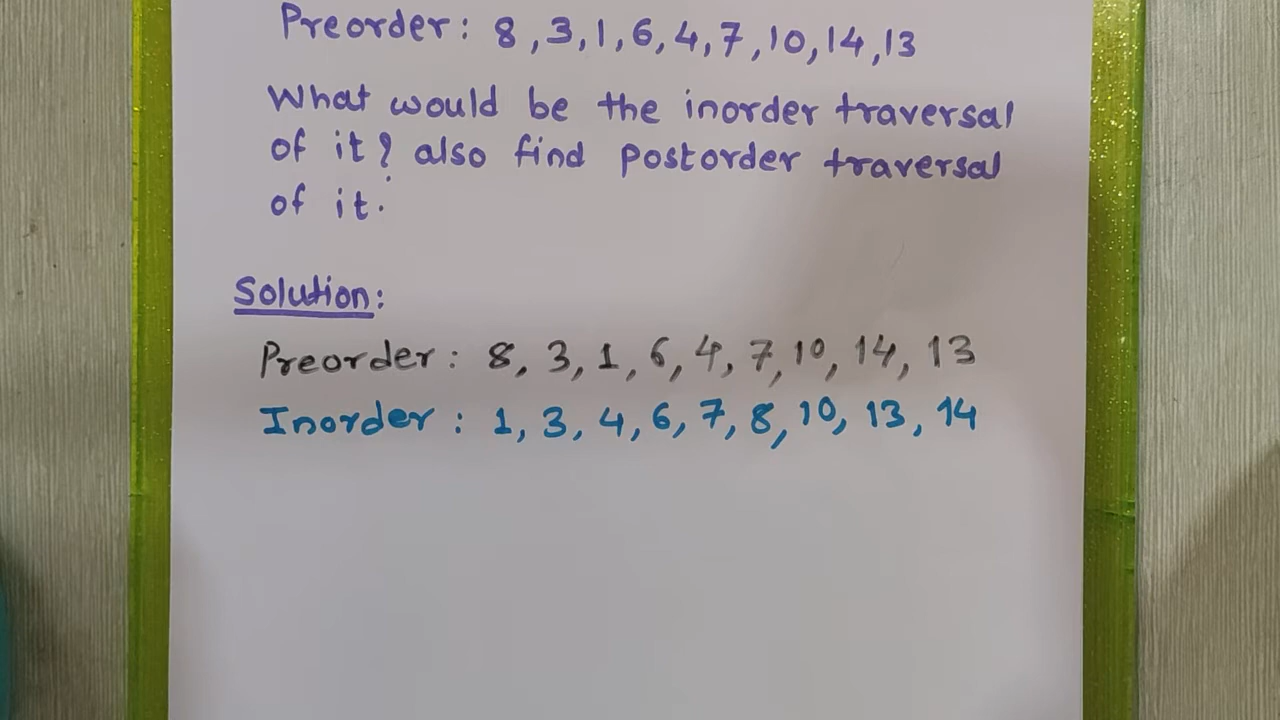 Preorder: 8,3,1,6,4,7,10,14,13
What would be the inorder traversal
of it? also find postorder traversal
of it.
Solution:
Preorder: 8, 3, 1, 6, 4, 7, 10, 14, 13
Inorder: 1, 3, 4, 6, 7, 8, 10, 13, 14